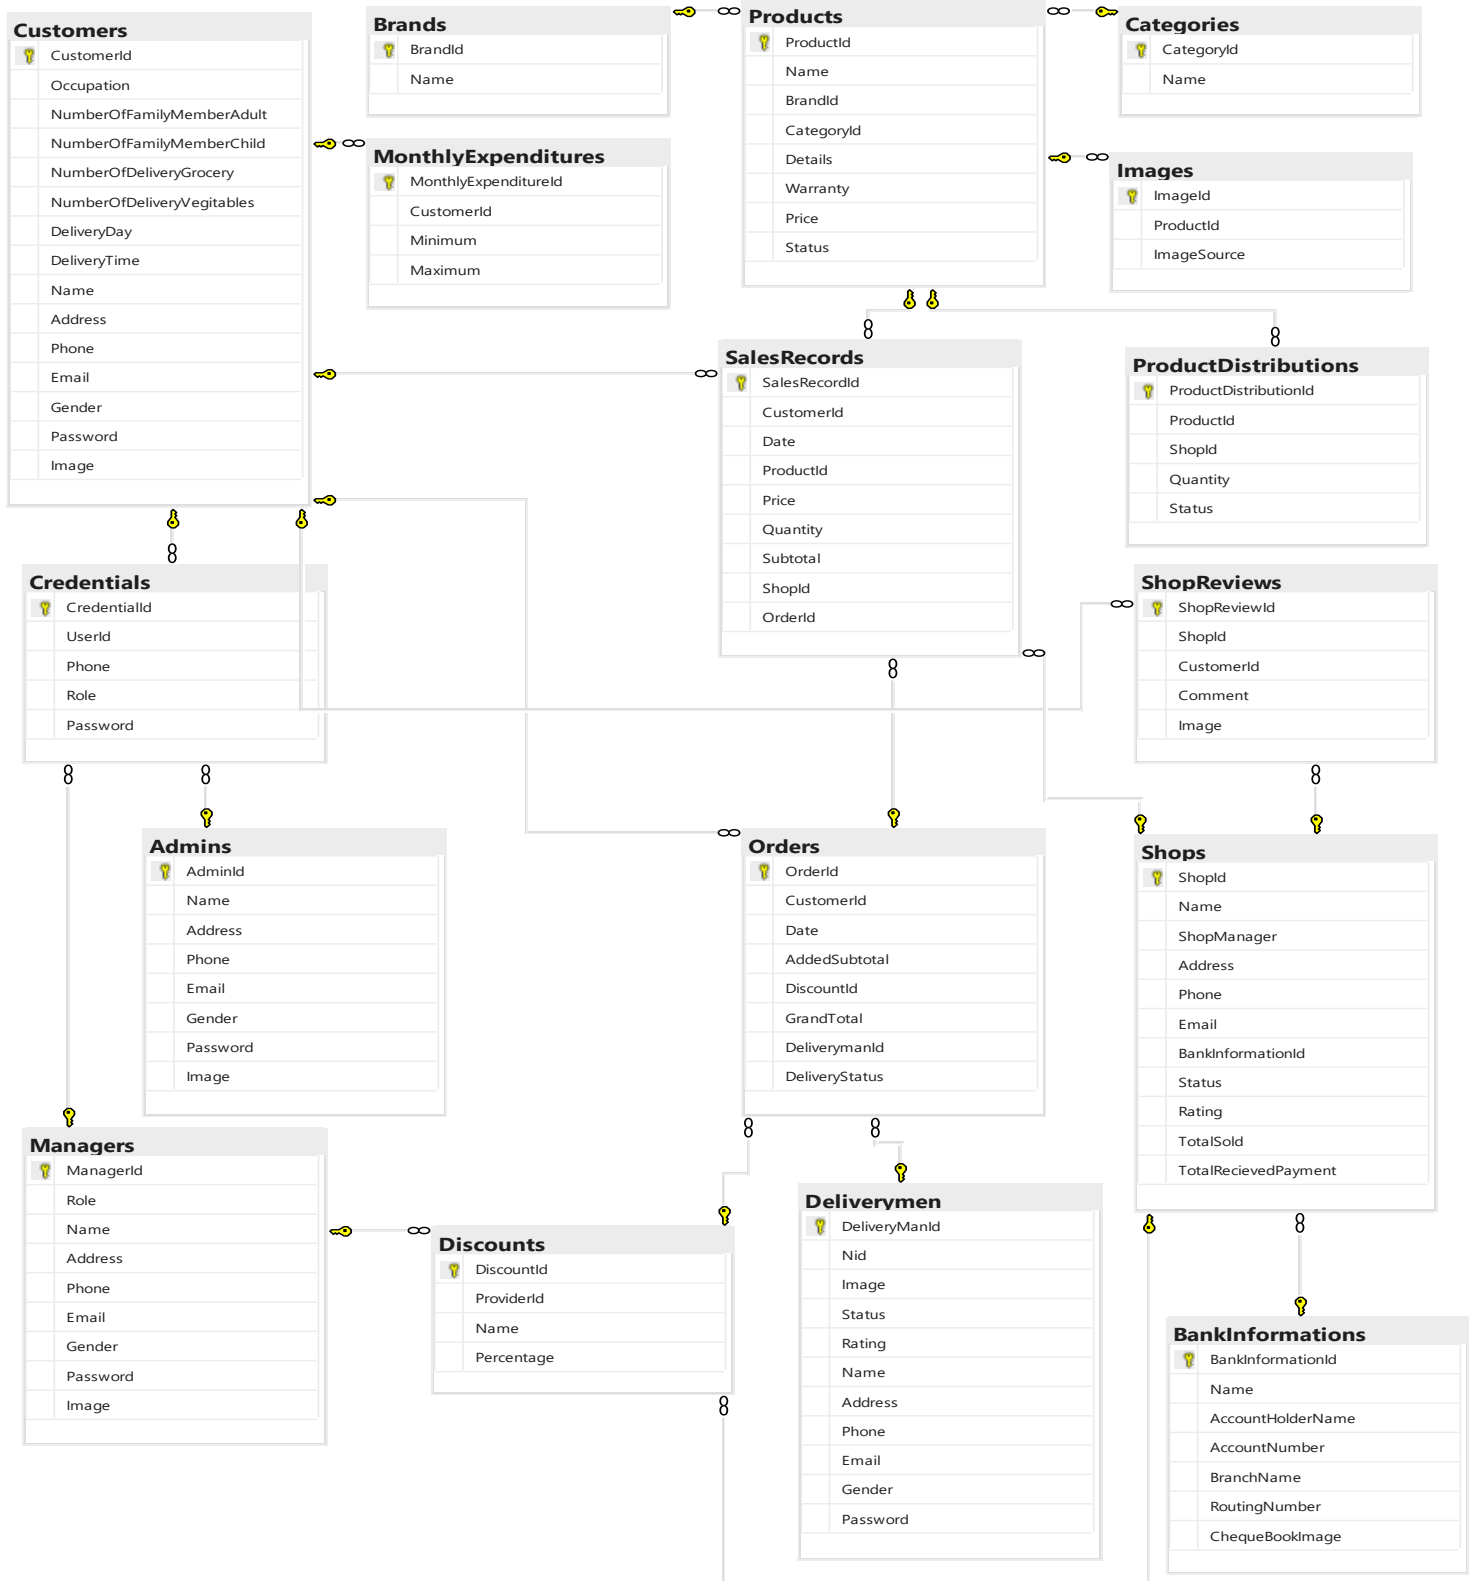 Customers
CustomerId
Occupation
NumberOfFamilyMemberAdult
NumberOfFamilyMemberChild
NumberOfDeliveryGrocery
NumberOfDeliveryVegitables
DeliveryDay
DeliveryTime
Name
Address
Phone
Email
Gender
Password
Image
Brands
BrandId
Name
MonthlyExpenditures
MonthlyExpenditureId
CustomerId
Minimum
Maximum
Products
ProductId
Name
BrandId
CategoryId
Details
Warranty
Price
Status
Categories
CategoryId
Name
Images
ImageId
ProductId
ImageSource
SalesRecords
SalesRecordId
CustomerId
Date
ProductId
Price
Quantity
Subtotal
ShopId
OrderId
ProductDistributions
ProductDistributionId
ProductId
ShopId
Quantity
Status
Credentials
CredentialId
UserId
Phone
Role
Password
ShopReviews
ShopReviewId
ShopId
CustomerId
Comment
Image
Admins
AdminId
Name
Address
Phone
Email
Gender
Password
Image
Orders
OrderId
CustomerId
Date
AddedSubtotal
DiscountId
GrandTotal
DeliverymanId
DeliveryStatus
Shops
ShopId
Name
ShopManager
Address
Phone
Email
BankInformationId
Status
Rating
TotalSold
TotalRecievedPayment
Managers
ManagerId
Role
Name
Address
Phone
Email
Gender
Password
Image
Discounts
DiscountId
ProviderId
Name
Percentage
Deliverymen
DeliveryManId
Nid
Image
Status
Rating
Name
Address
Phone
Email
Gender
Password
BankInformations
BankInformationId
Name
AccountHolderName
AccountNumber
BranchName
RoutingNumber
ChequeBookImage